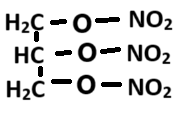 H₂C – O – NO₂
HC – O – NO₂
H₂C – O – NO₂